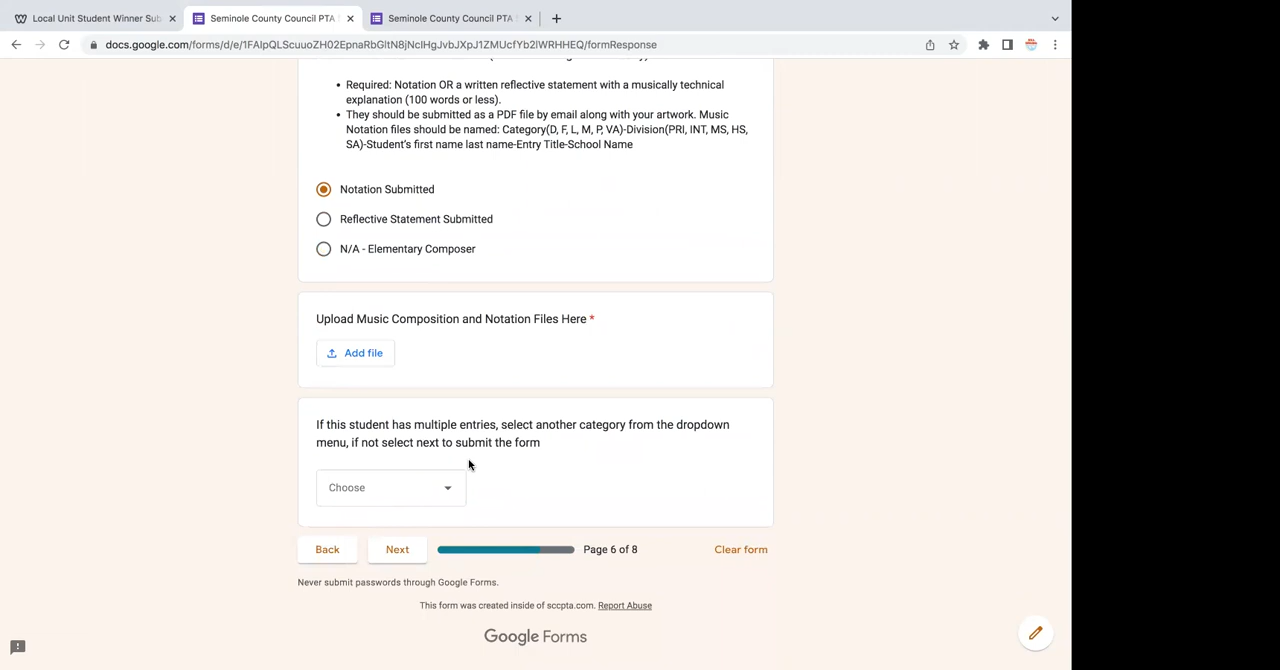 Local Unit Student Winner Sub
Seminole County Council PTA
Seminole County Council PTA
docs.google.com/forms/d/e/1FAIpQLScuuoZH02EpnaRbGltN8jNcIHgJvbJXpJ1ZMUcfYb2lWRHHEQ/formResponse
Required: Notation OR a written reflective statement with a musically technical
explanation (100 words or less).
They should be submitted as a PDF file by email along with your artwork. Music
Notation files should be named: Category(D, F, L, M, P, VA)-Division(PRI, INT, MS, HS,
SA)-Student's first name last name-Entry Title-School Name
Notation Submitted
Reflective Statement Submitted
N/A - Elementary Composer
Upload Music Composition and Notation Files Here *
Add file
If this student has multiple entries, select another category from the dropdown
menu, if not select next to submit the form
Choose
Back
Next
Page 6 of 8
Clear form
Never submit passwords through Google Forms.
This form was created inside of sccpta.com. Report Abuse
Google Forms